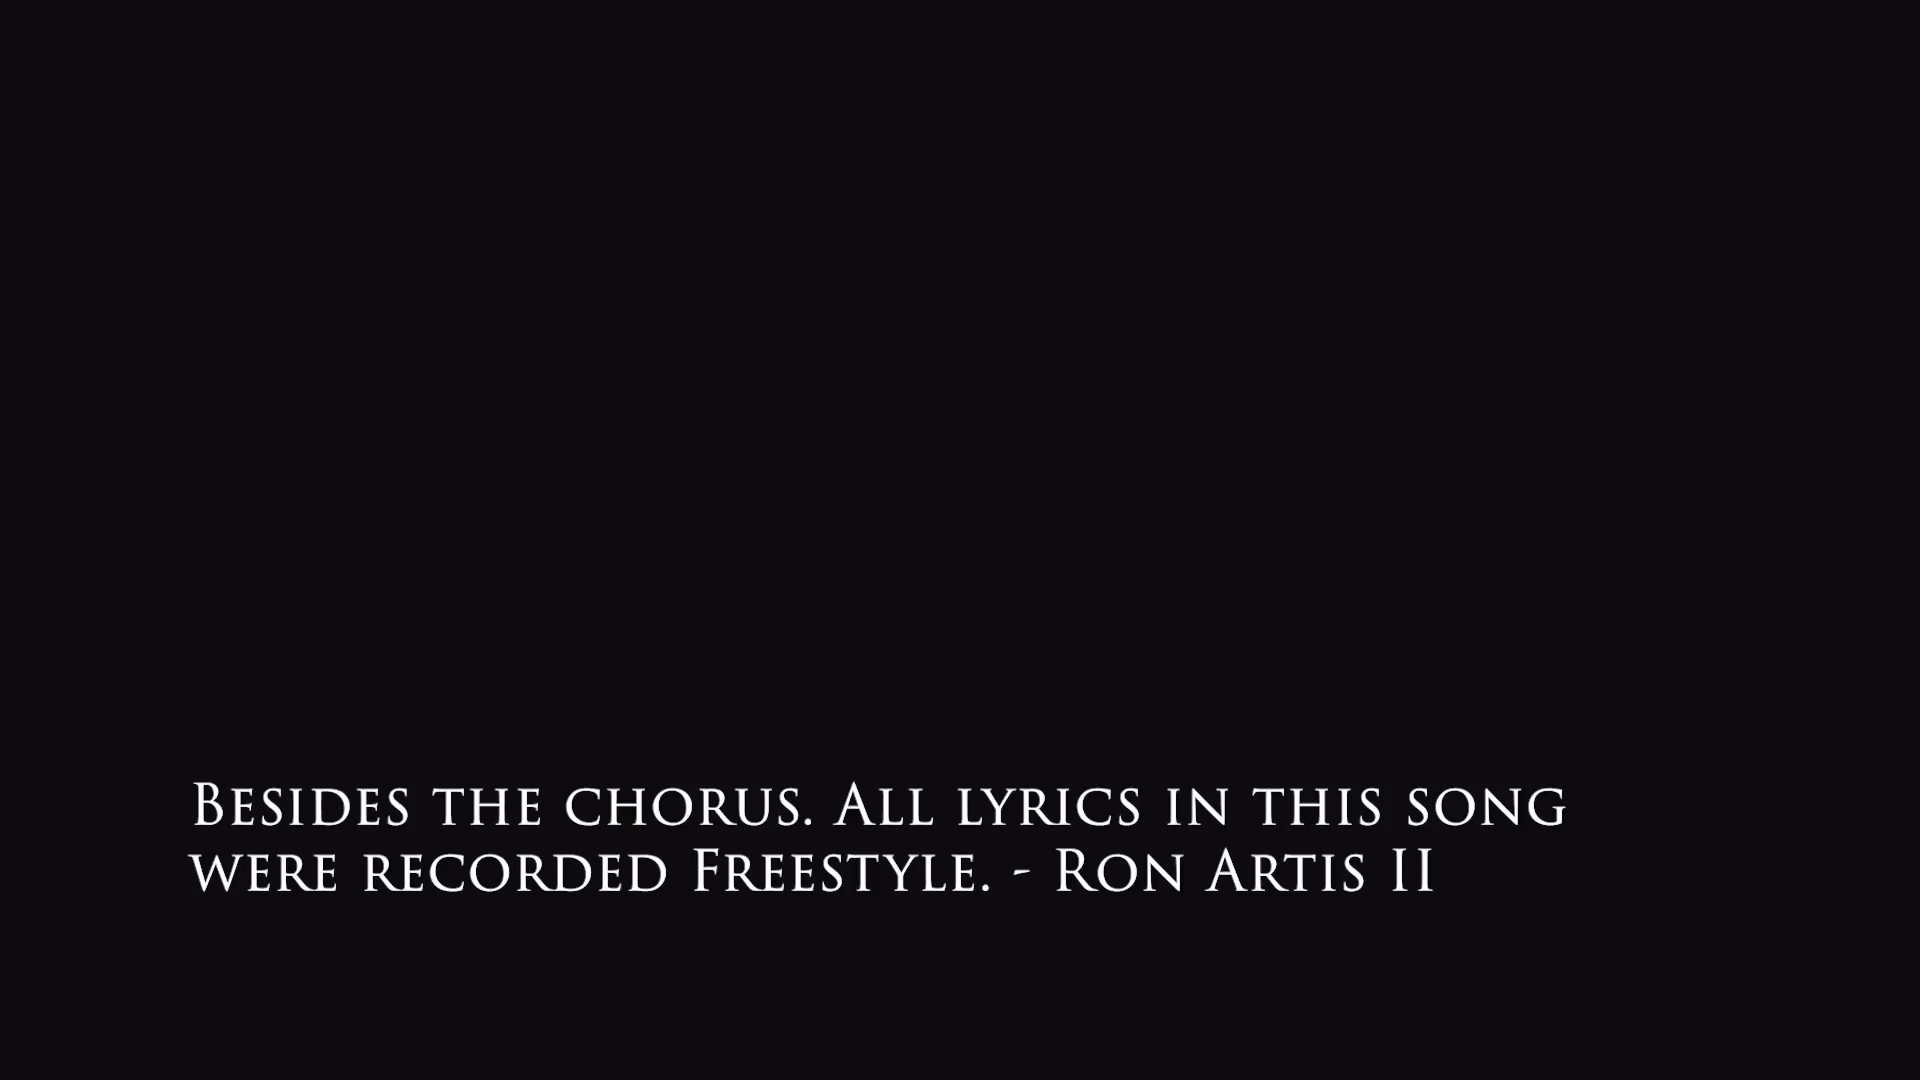 Besides the chorus. All lyrics in this song
were recorded Freestyle. - Ron Artis II